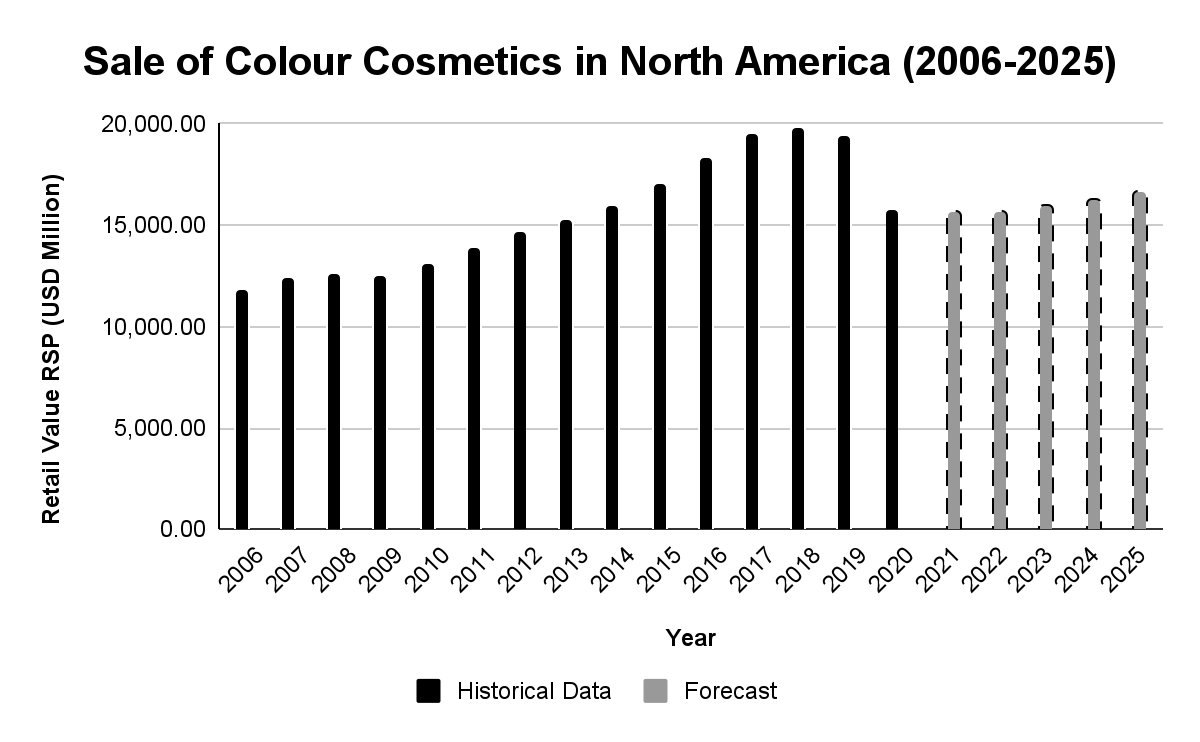 Sale of Colour Cosmetics in North America (2006-2025)
Retail Value RSP (USD Million)
20,000.00
15,000.00
10,000.00
5,000.00
0.00
2006 2007 2008 2009 2010 2011 2012 2013 2014 2015 2016 2017 2018 2019 2020 2021 2022 2023 2024 2025
Year
Historical Data Forecast